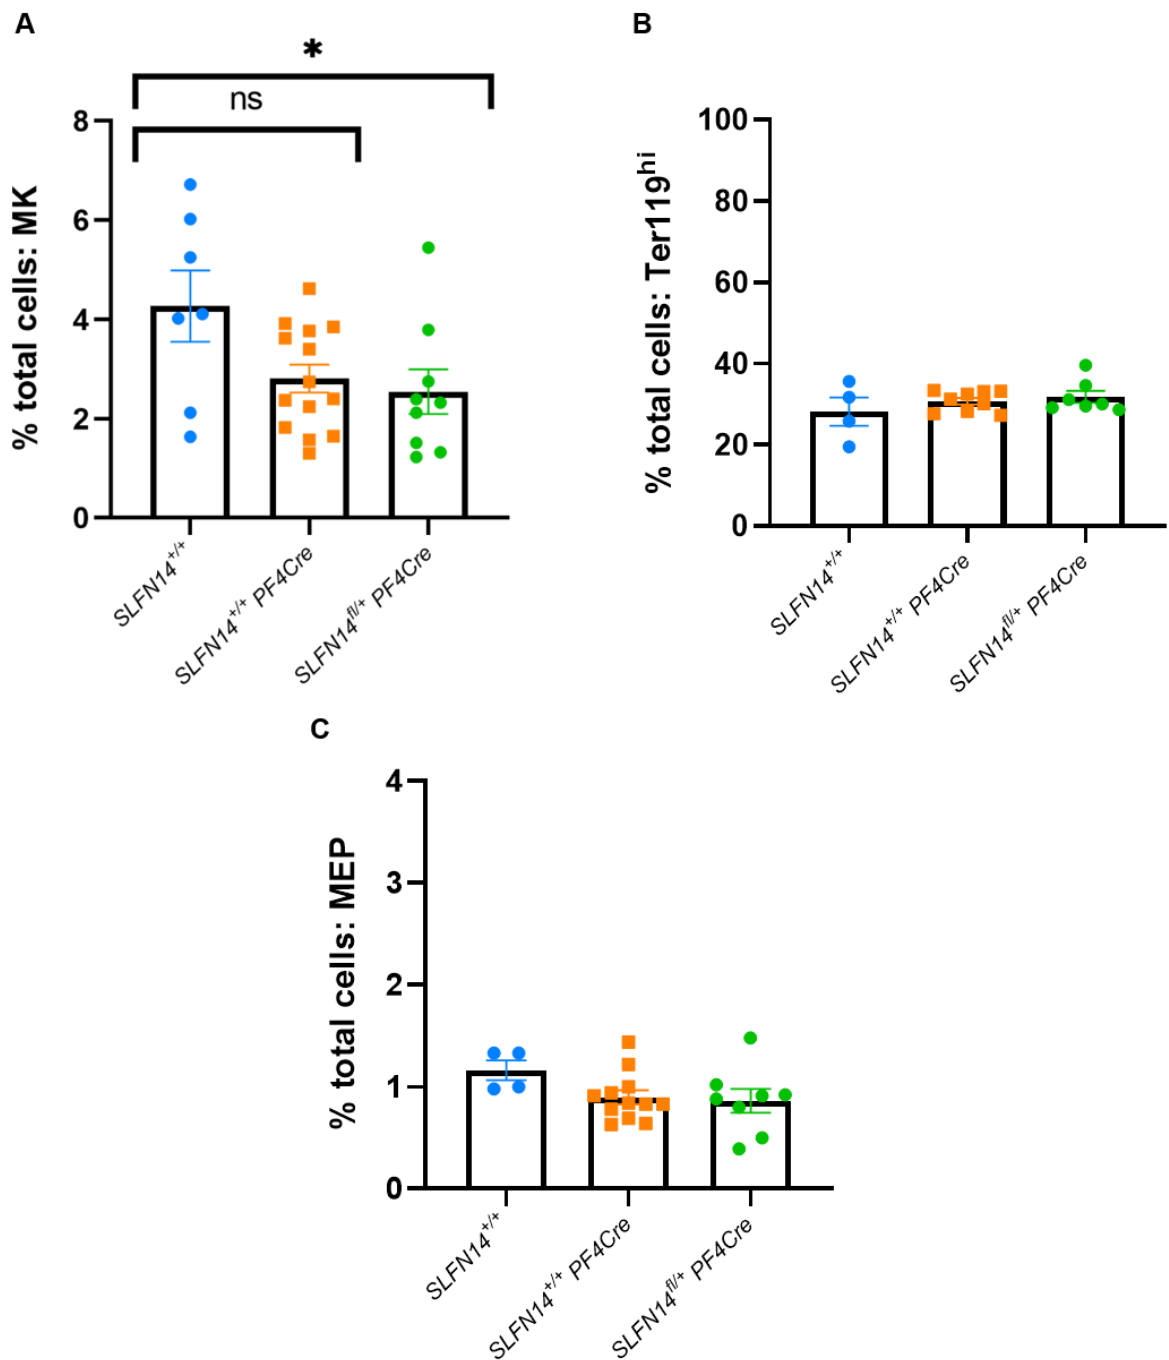 A
*
ns
8
6
4
2
0
% total cells: MK
SLFN14+/+
SLFN14+/+ PF4Cre
SLFN14fl/+ PF4Cre
B
100
80
60
40
20
0
% total cells: Ter119hi
SLFN14+/+
SLFN14+/+ PF4Cre
SLFN14fl/+ PF4Cre
C
4
3
2
1
0
% total cells: MEP
SLFN14+/+
SLFN14+/+ PF4Cre
SLFN14fl/+ PF4Cre